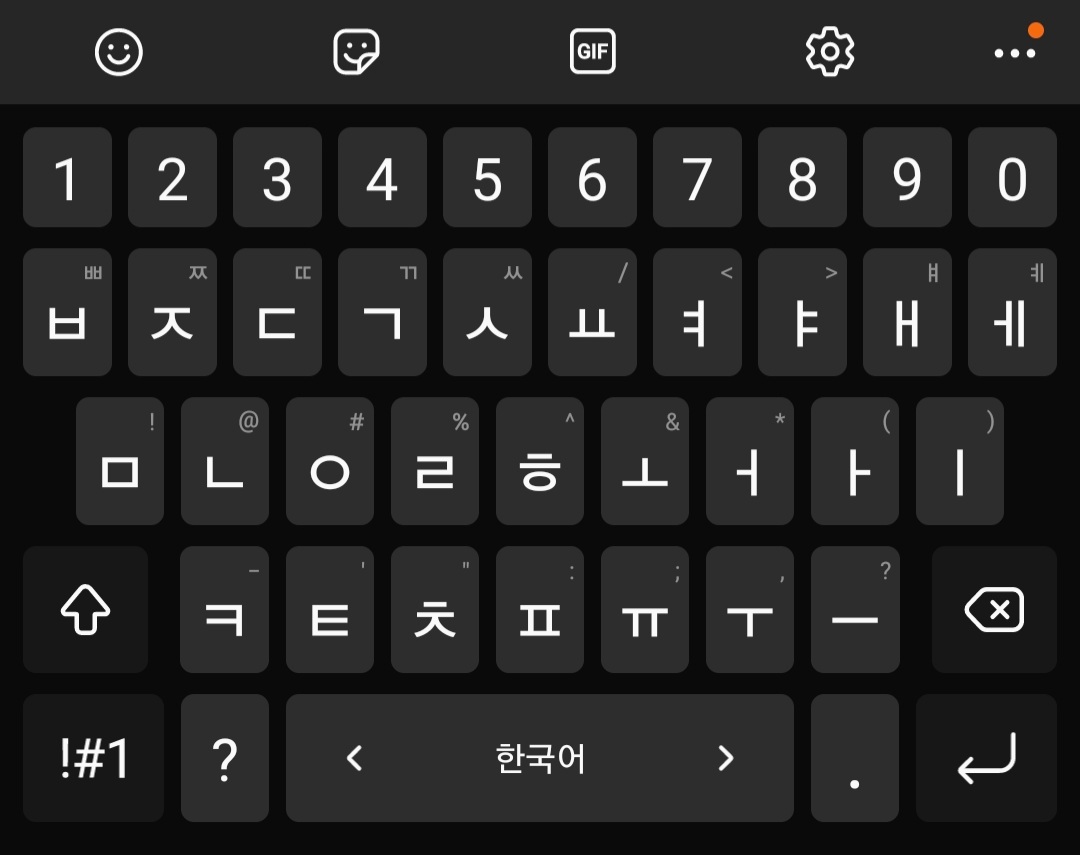 GIF
1 2 3 4 5 6 7 8 9 0
ㅃ ㅉ ㄸ ㄲ ㅆ / < > ㅒ ㅖ
ㅂ ㅈ ㄷ ㄱ ㅅ ㅛ ㅕ ㅑ ㅐ ㅔ
! @ # % ^ & * ( )
ㅁ ㄴ ㅇ ㄹ ㅎ ㅗ ㅓ ㅏ ㅣ
- ' " : ; , ?
ㅋ ㅌ ㅊ ㅍ ㅠ ㅜ ㅡ
!#1 ? < 한국어 > .